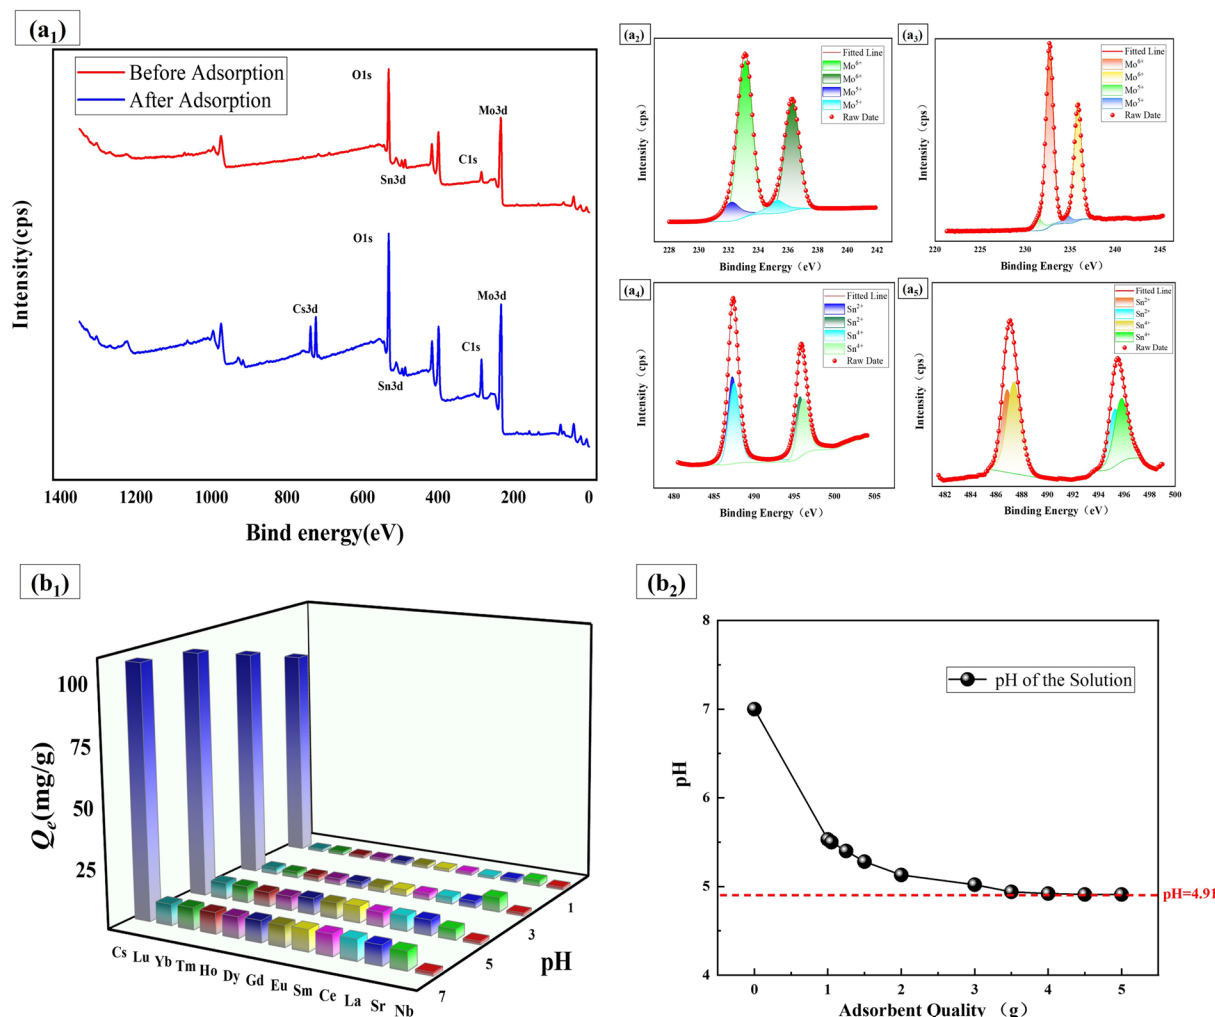 (a1)
Before Adsorption
After Adsorption
O1s
Mo3d
C1s
Sn3d
O1s
Mo3d
Cs3d
C1s
Sn3d
Intensity(cps)
1400 1200 1000 800 600 400 200 0
Bind energy(eV)
(a2)
Fitted Line
Mo6+
Mo6+
Mo5+
Mo5+
Raw Date
Intensity (cps)
228 230 232 234 236 238 240 242
Binding Energy (eV)
(a3)
Fitted Line
Mo6+
Mo6+
Mo5+
Mo5+
Raw Date
Intensity (cps)
220 225 230 235 240 245
Binding Energy (eV)
(a4)
Fitted Line
Sn2+
Sn2+
Sn4+
Sn4+
Raw Date
Intensity (cps)
480 485 490 495 500 505
Binding Energy (eV)
(a5)
Fitted Line
Sn2+
Sn2+
Sn4+
Sn4+
Raw Date
Intensity (cps)
482 484 486 488 490 492 494 496 498 500
Binding Energy (eV)
(b1)
100
75
50
25
Qe(mg/g)
Cs Lu Yb Tm Ho Dy Gd Eu Sm Ce La Sr Nb
1
3
5
7
pH
(b2)
8
7
6
5
4
pH
pH of the Solution
pH=4.91
0 1 2 3 4 5
Adsorbent Quality (g)